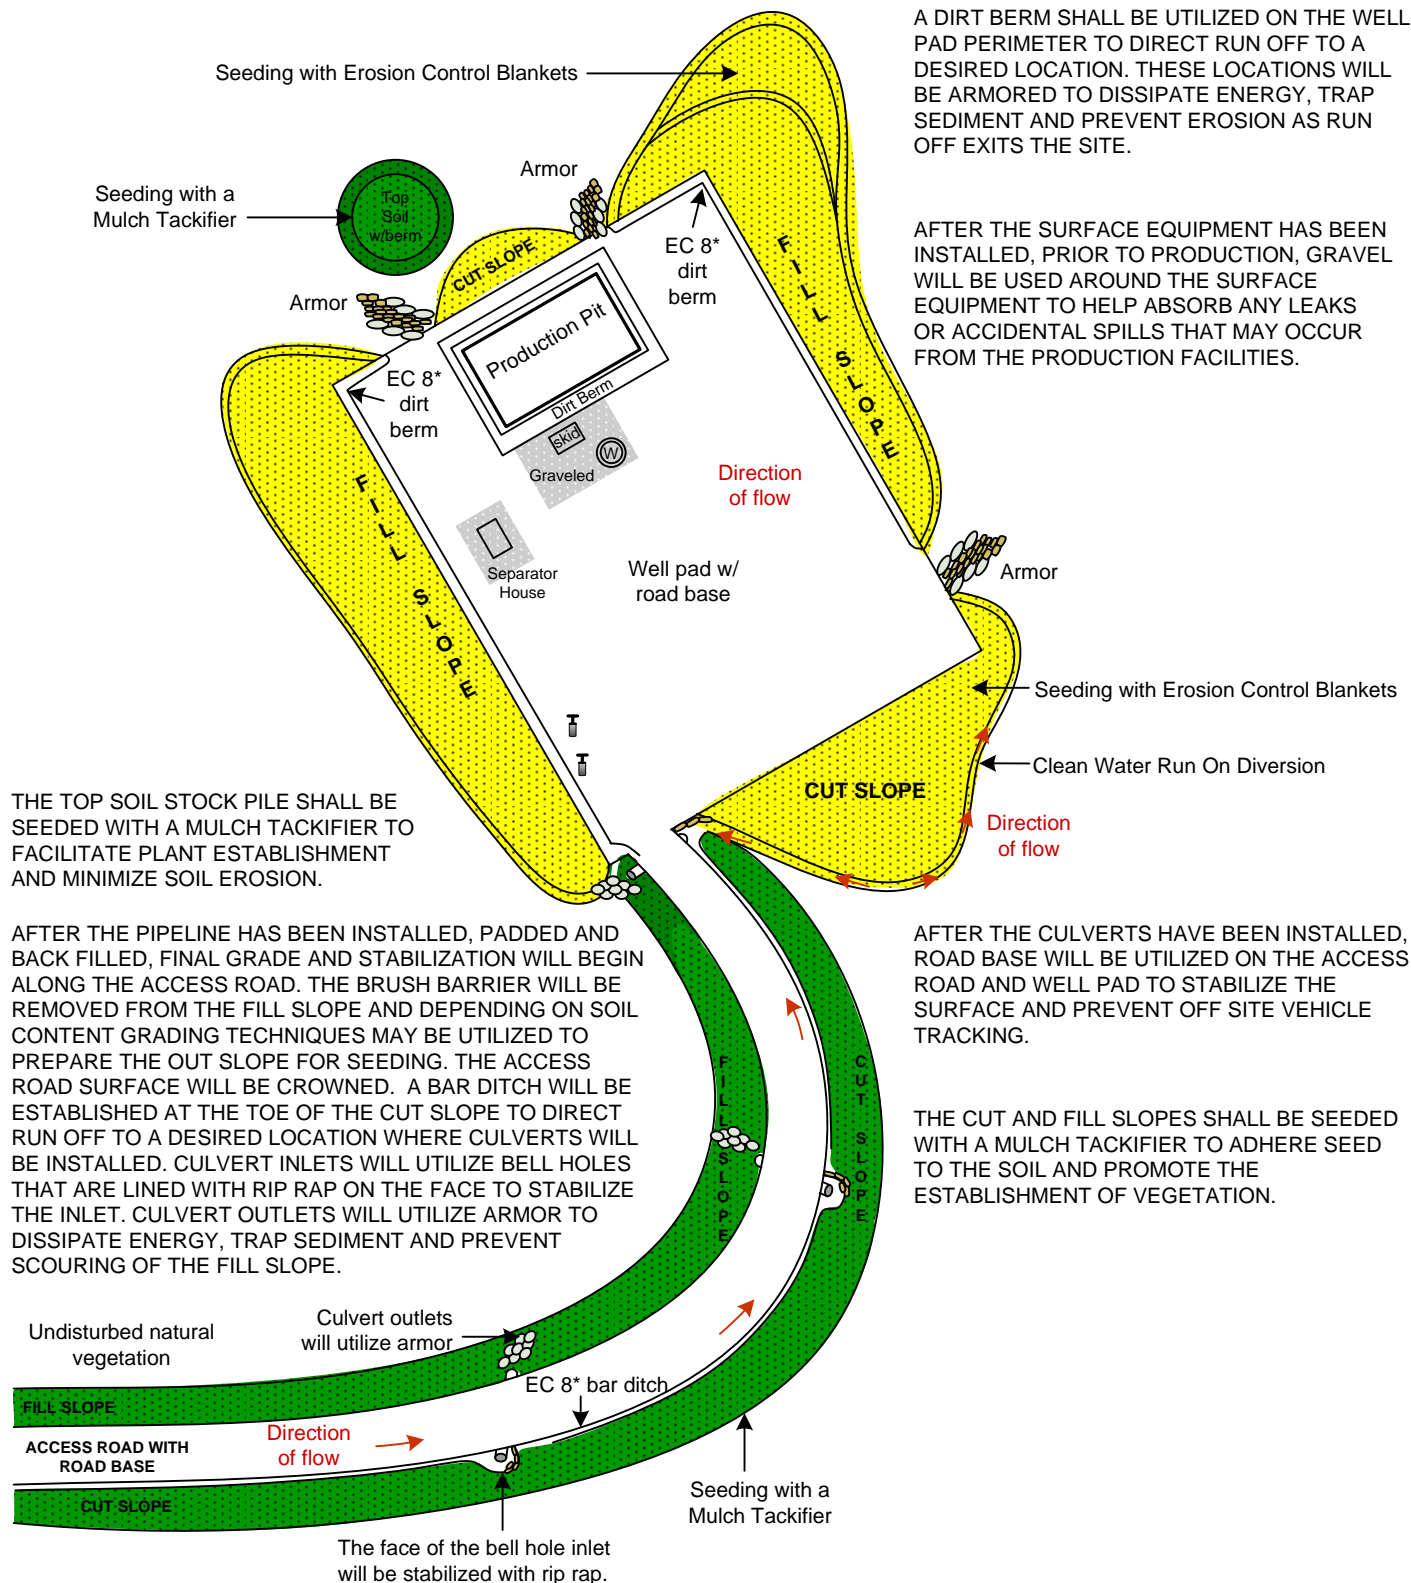 A DIRT BERM SHALL BE UTILIZED ON THE WELL
PAD PERIMETER TO DIRECT RUN OFF TO A
DESIRED LOCATION. THESE LOCATIONS WILL
BE ARMORED TO DISSIPATE ENERGY, TRAP
SEDIMENT AND PREVENT EROSION AS RUN
OFF EXITS THE SITE.
Seeding with Erosion Control Blankets
Armor
Seeding with a
Mulch Tackifier
Top
Soil
w/berm
AFTER THE SURFACE EQUIPMENT HAS BEEN
INSTALLED, PRIOR TO PRODUCTION, GRAVEL
WILL BE USED AROUND THE SURFACE
EQUIPMENT TO HELP ABSORB ANY LEAKS
OR ACCIDENTAL SPILLS THAT MAY OCCUR
FROM THE PRODUCTION FACILITIES.
CUT SLOPE
EC 8*
dirt
berm
FILL SLOPE
Armor
Production Pit
EC 8*
dirt
berm
Dirt Berm
skid
W
Graveled
Direction
of flow
FILL SLOPE
Separator
House
Well pad w/
road base
Armor
Seeding with Erosion Control Blankets
Clean Water Run On Diversion
CUT SLOPE
Direction
of flow
THE TOP SOIL STOCK PILE SHALL BE
SEEDED WITH A MULCH TACKIFIER TO
FACILITATE PLANT ESTABLISHMENT
AND MINIMIZE SOIL EROSION.
AFTER THE PIPELINE HAS BEEN INSTALLED, PADDED AND
BACK FILLED, FINAL GRADE AND STABILIZATION WILL BEGIN
ALONG THE ACCESS ROAD. THE BRUSH BARRIER WILL BE
REMOVED FROM THE FILL SLOPE AND DEPENDING ON SOIL
CONTENT GRADING TECHNIQUES MAY BE UTILIZED TO
PREPARE THE OUT SLOPE FOR SEEDING. THE ACCESS
ROAD SURFACE WILL BE CROWNED.  A BAR DITCH WILL BE
ESTABLISHED AT THE TOE OF THE CUT SLOPE TO DIRECT
RUN OFF TO A DESIRED LOCATION WHERE CULVERTS WILL
BE INSTALLED. CULVERT INLETS WILL UTILIZE BELL HOLES
THAT ARE LINED WITH RIP RAP ON THE FACE TO STABILIZE
THE INLET. CULVERT OUTLETS WILL UTILIZE ARMOR TO
DISSIPATE ENERGY, TRAP SEDIMENT AND PREVENT
SCOURING OF THE FILL SLOPE.
AFTER THE CULVERTS HAVE BEEN INSTALLED,
ROAD BASE WILL BE UTILIZED ON THE ACCESS
ROAD AND WELL PAD TO STABILIZE THE
SURFACE AND PREVENT OFF SITE VEHICLE
TRACKING.
THE CUT AND FILL SLOPES SHALL BE SEEDED
WITH A MULCH TACKIFIER TO ADHERE SEED
TO THE SOIL AND PROMOTE THE
ESTABLISHMENT OF VEGETATION.
FILL SLOPE
CUT SLOPE
Undisturbed natural
vegetation
Culvert outlets
will utilize armor
EC 8* bar ditch
FILL SLOPE
ACCESS ROAD WITH
ROAD BASE
Direction
of flow
CUT SLOPE
Seeding with a
Mulch Tackifier
The face of the bell hole inlet
will be stabilized with rip rap.